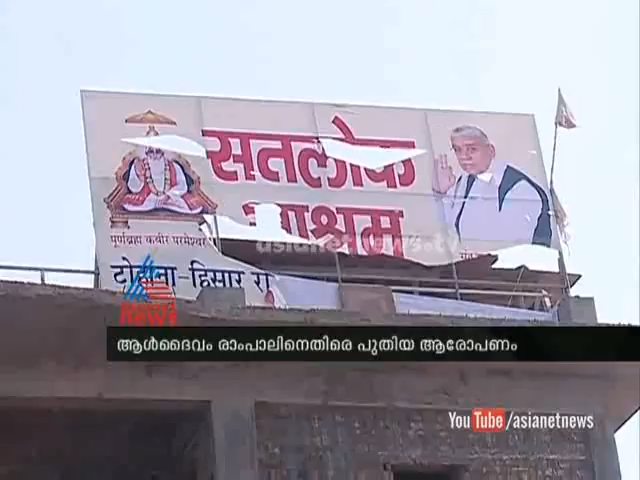 सतलोक
आश्रम
पुर्णब्रह्म कबीर परमेश्वर
टोहाना-हिसार रा
asianetnews.tv
NEWS
ആൾദൈവം രാംപാലിനെതിരെ പുതിയ ആരോപണം
YouTube/asianetnews